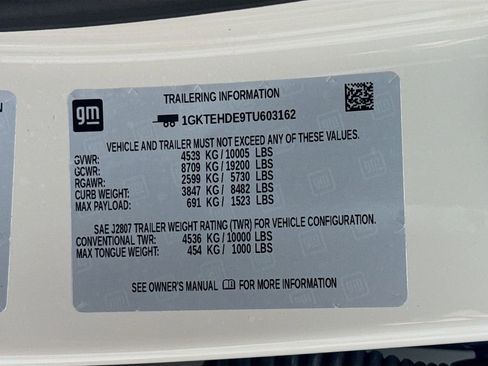 TRAILERING INFORMATION
gm
1GKTEHDE9TU603162
VEHICLE AND TRAILER MUST NOT EXCEED ANY OF THESE VALUES.
GVWR: 4538 KG / 10005 LBS
GCWR: 8709 KG / 19200 LBS
RGAWR: 2599 KG / 5730 LBS
CURB WEIGHT: 3847 KG / 8482 LBS
MAX PAYLOAD: 691 KG / 1523 LBS
SAE J2807 TRAILER WEIGHT RATING (TWR) FOR VEHICLE CONFIGURATION.
CONVENTIONAL TWR: 4536 KG / 10000 LBS
MAX TONGUE WEIGHT: 454 KG / 1000 LBS
SEE OWNER'S MANUAL FOR MORE INFORMATION